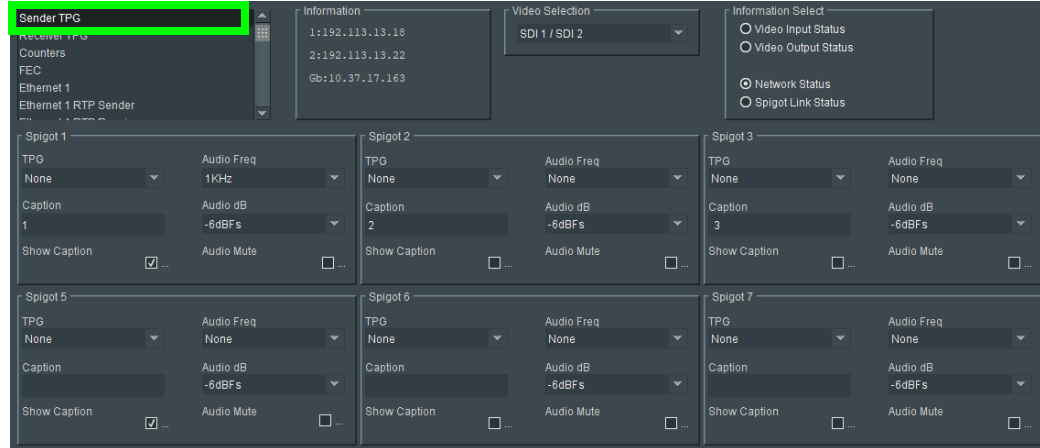 Sender TPG
Receiver TPG
Counters
FEC
Ethernet 1
Ethernet 1 RTP Sender
Information
1:192.113.13.18
2:192.113.13.22
Gb:10.37.17.163
Video Selection
SDI 1 / SDI 2
Information Select
Video Input Status
Video Output Status
Network Status
Spigot Link Status
Spigot 1
TPG
Audio Freq
None
1KHz
Caption
Audio dB
1
-6dBFs
Show Caption
Audio Mute
...
...
Spigot 2
TPG
Audio Freq
None
None
Caption
Audio dB
2
-6dBFs
Show Caption
Audio Mute
...
...
Spigot 3
TPG
Audio Freq
None
None
Caption
Audio dB
3
-6dBFs
Show Caption
Audio Mute
...
...
Spigot 5
TPG
Audio Freq
None
None
Caption
Audio dB
-6dBFs
Show Caption
Audio Mute
...
...
Spigot 6
TPG
Audio Freq
None
None
Caption
Audio dB
-6dBFs
Show Caption
Audio Mute
...
...
Spigot 7
TPG
Audio Freq
None
None
Caption
Audio dB
-6dBFs
Show Caption
Audio Mute
...
...